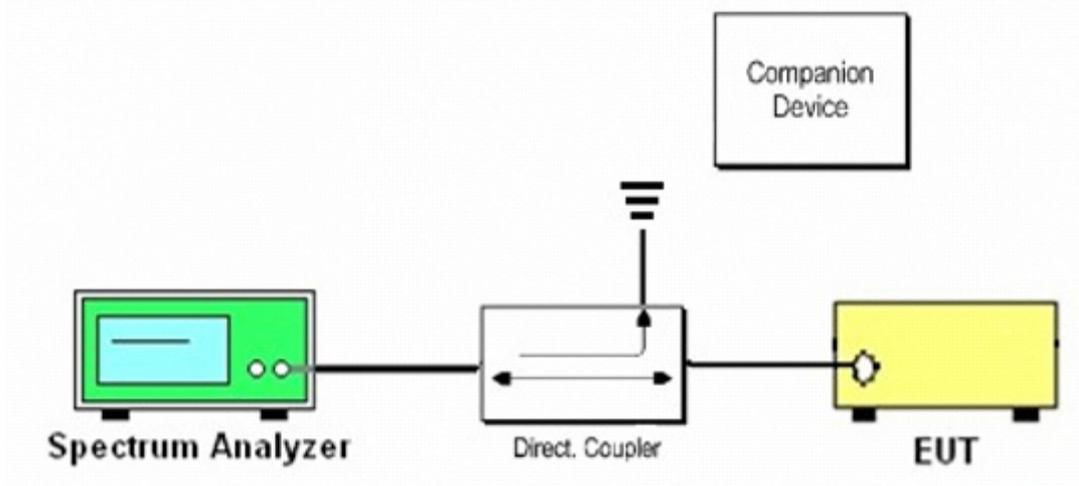 Companion
Device
Spectrum Analyzer
Direct. Coupler
EUT